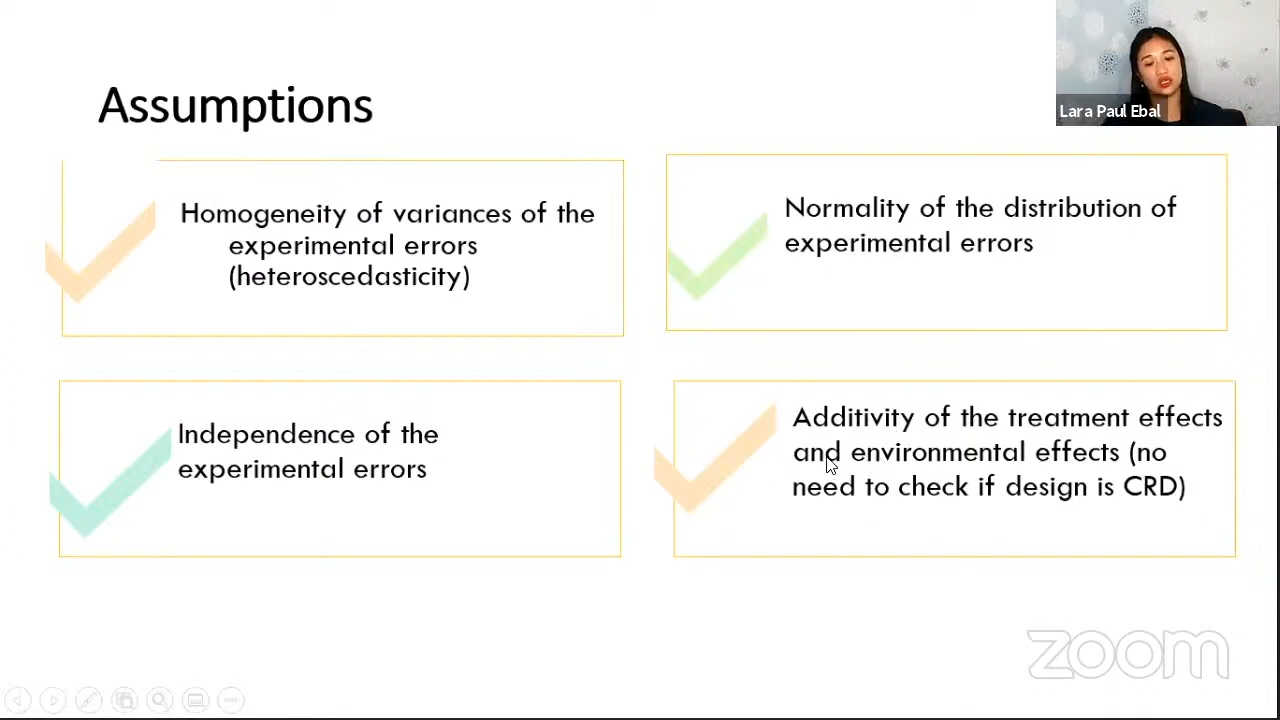 Assumptions
Lara Paul Ebal
Homogeneity of variances of the
experimental errors
(heteroscedasticity)
Normality of the distribution of
experimental errors
Independence of the
experimental errors
Additivity of the treatment effects
and environmental effects (no
need to check if design is CRD)
zoom